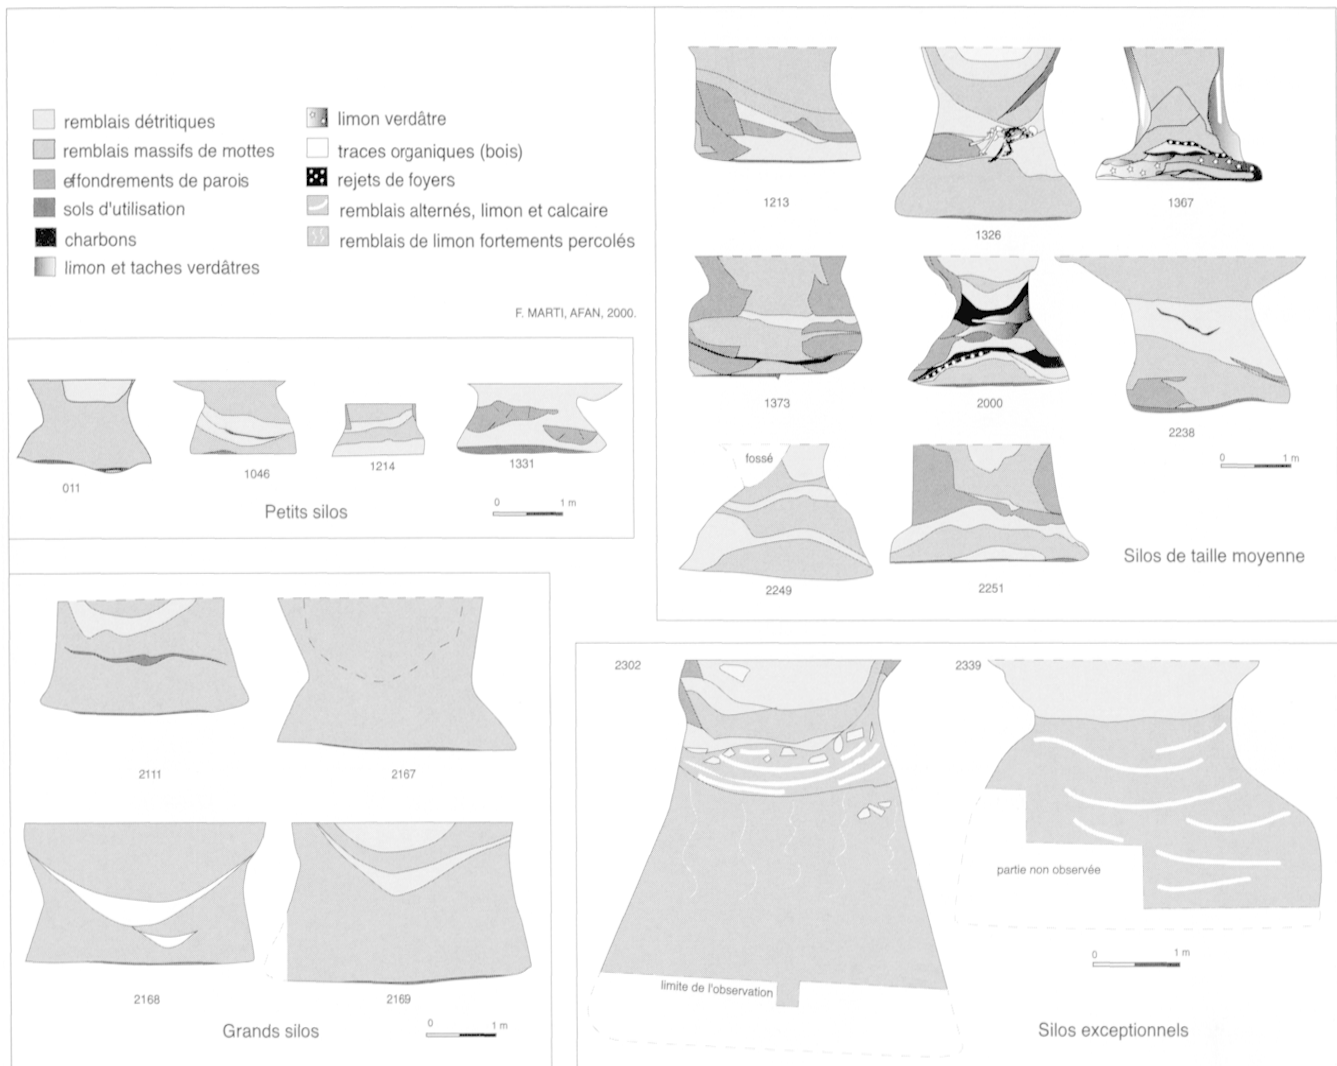 remblais détritiques
remblais massifs de mottes
effondrements de parois
sols d'utilisation
charbons
limon et taches verdâtres
limon verdâtre
traces organiques (bois)
rejets de foyers
remblais alternés, limon et calcaire
remblais de limon fortements percolés
F. MARTI, AFAN, 2000.
011
1046
1214
1331
Petits silos
0 1 m
1213
1326
1367
1373
2000
2238
0 1 m
fossé
2249
2251
Silos de taille moyenne
2111
2167
2168
2169
Grands silos
0 1 m
2302
2339
partie non observée
limite de l'observation
0 1 m
Silos exceptionnels